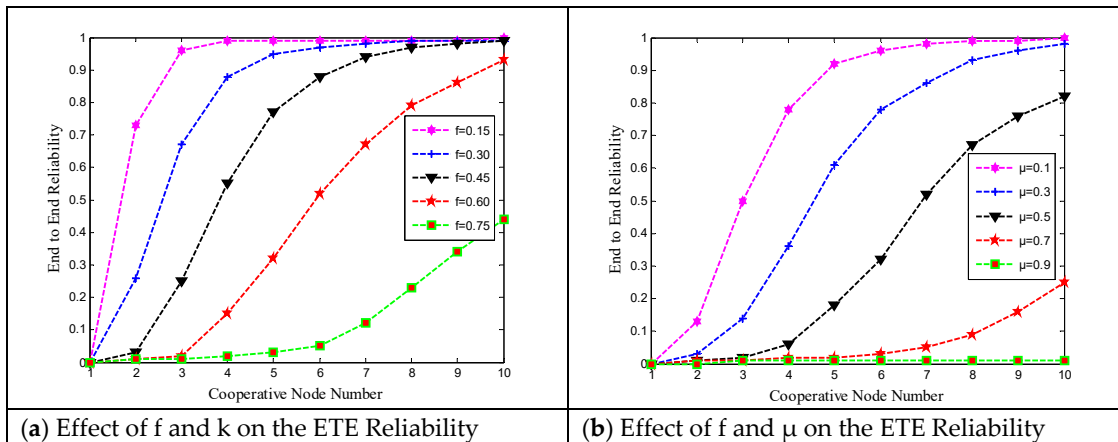 1
0.9
0.8
0.7
0.6
0.5
0.4
0.3
0.2
0.1
0
End to End Reliability
f=0.15
f=0.30
f=0.45
f=0.60
f=0.75
1 2 3 4 5 6 7 8 9 10
Cooperative Node Number
(a) Effect of f and k on the ETE Reliability
1
0.9
0.8
0.7
0.6
0.5
0.4
0.3
0.2
0.1
0
End to End Reliability
μ=0.1
μ=0.3
μ=0.5
μ=0.7
μ=0.9
1 2 3 4 5 6 7 8 9 10
Cooperative Node Number
(b) Effect of f and μ on the ETE Reliability